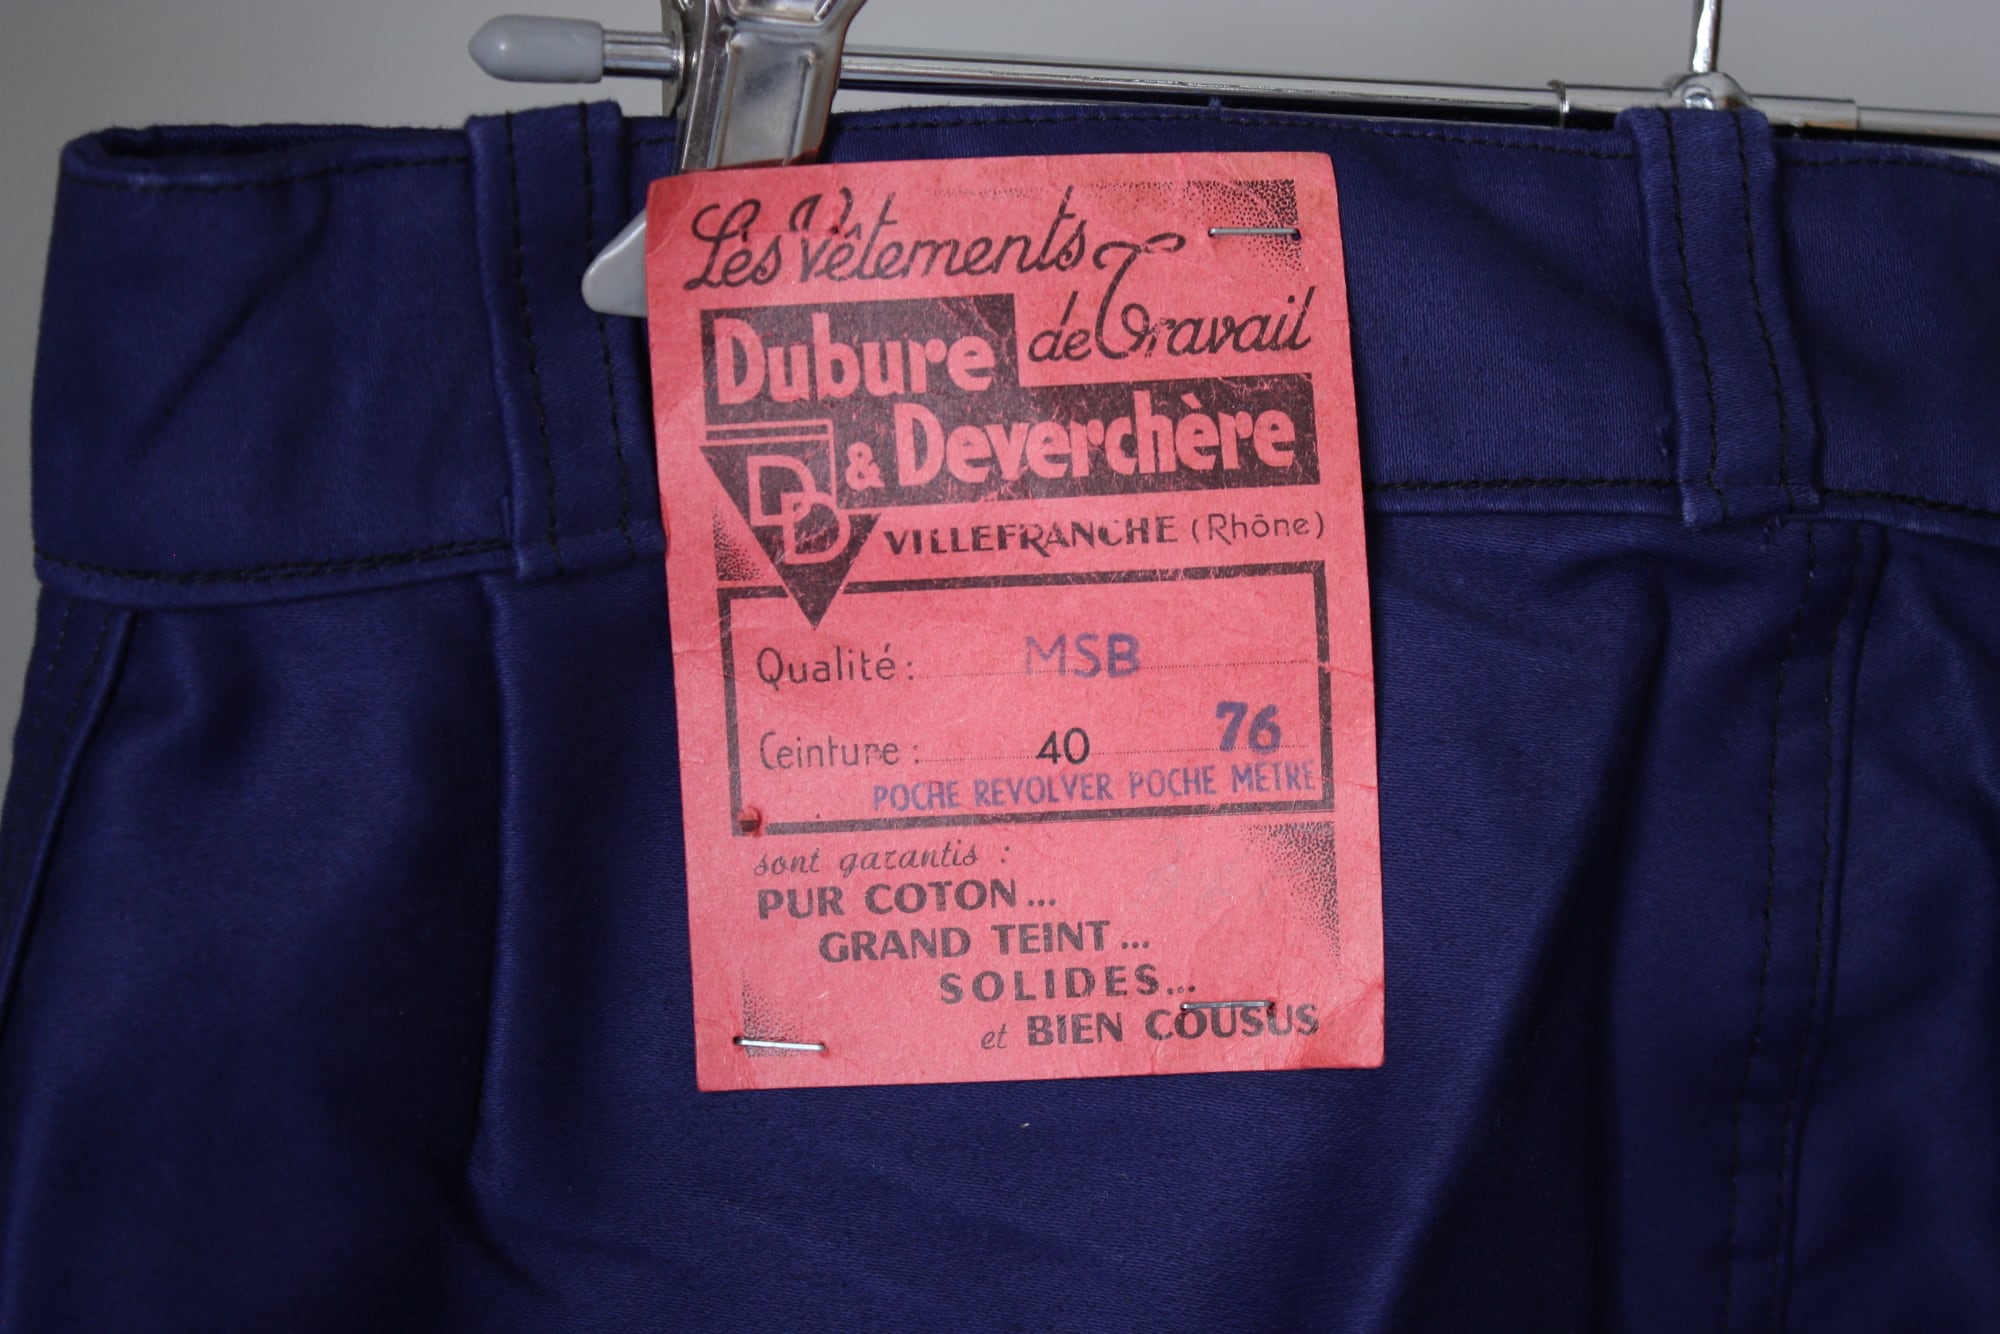 Les Vêtements
de Travail
Dubure
& Deverchère
DD
VILLEFRANCHE (Rhône)
Qualité : MSB
Ceinture : 40 76
POCHE REVOLVER POCHE METRE
sont garantis :
PUR COTON...
GRAND TEINT...
SOLIDES...
et BIEN COUSUS